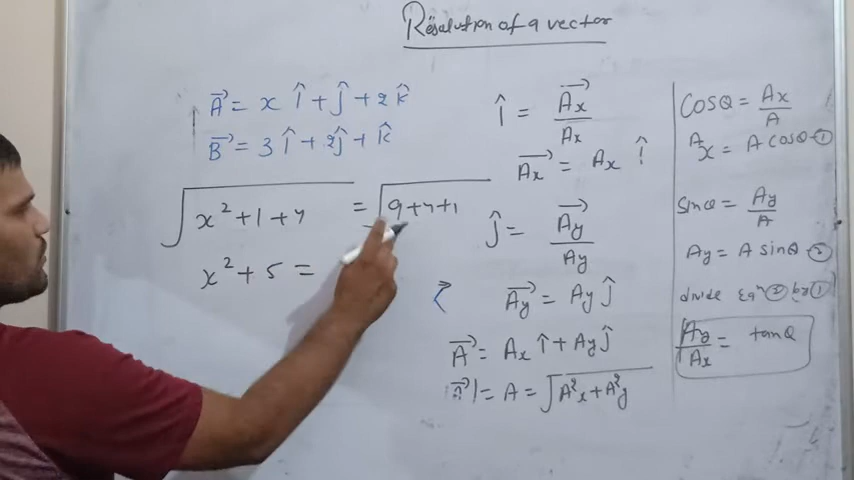 Resolution of a vector
A⃗ = x î + ĵ + 2 k̂
B⃗ = 3 î + 2ĵ + k̂
√(x² + 1 + 4) = √(9 + 4 + 1)
x² + 5 =
î = A⃗x / Ax
A⃗x = Ax î
ĵ = A⃗y / Ay
A⃗y = Ay ĵ
A⃗ = Ax î + Ay ĵ
|A⃗| = A = √(A²x + A²y)
Cosθ = Ax / A
Ax = A cosθ - ①
Sinθ = Ay / A
Ay = A sinθ - ②
divide Eqⁿ ② by ①
Ay / Ax = tanθ